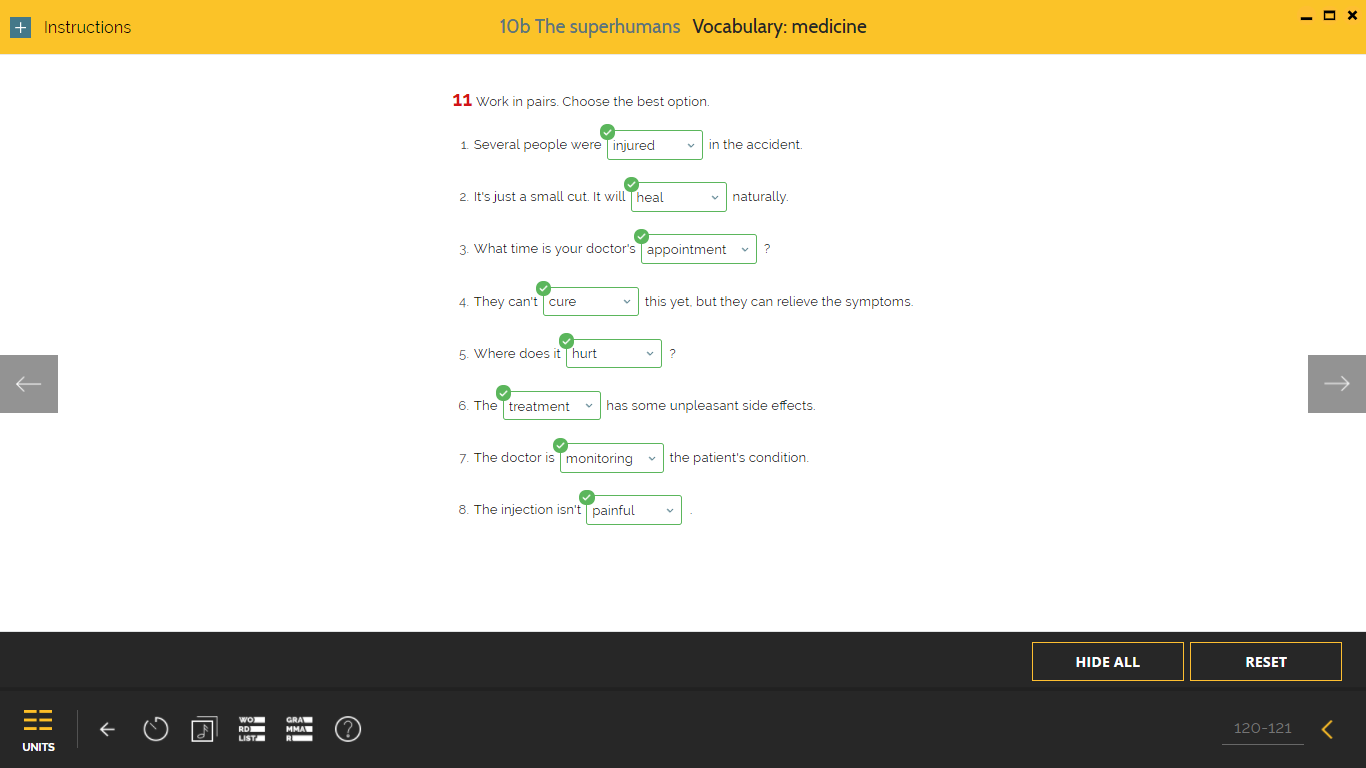 Instructions
10b The superhumans Vocabulary: medicine
11 Work in pairs. Choose the best option.
1. Several people were injured in the accident.
2. It's just a small cut. It will heal naturally.
3. What time is your doctor's appointment ?
4. They can't cure this yet, but they can relieve the symptoms.
5. Where does it hurt ?
6. The treatment has some unpleasant side effects.
7. The doctor is monitoring the patient's condition.
8. The injection isn't painful .
HIDE ALL RESET
UNITS
WO
RD
LIST
GRA
MMA
R
?
120-121